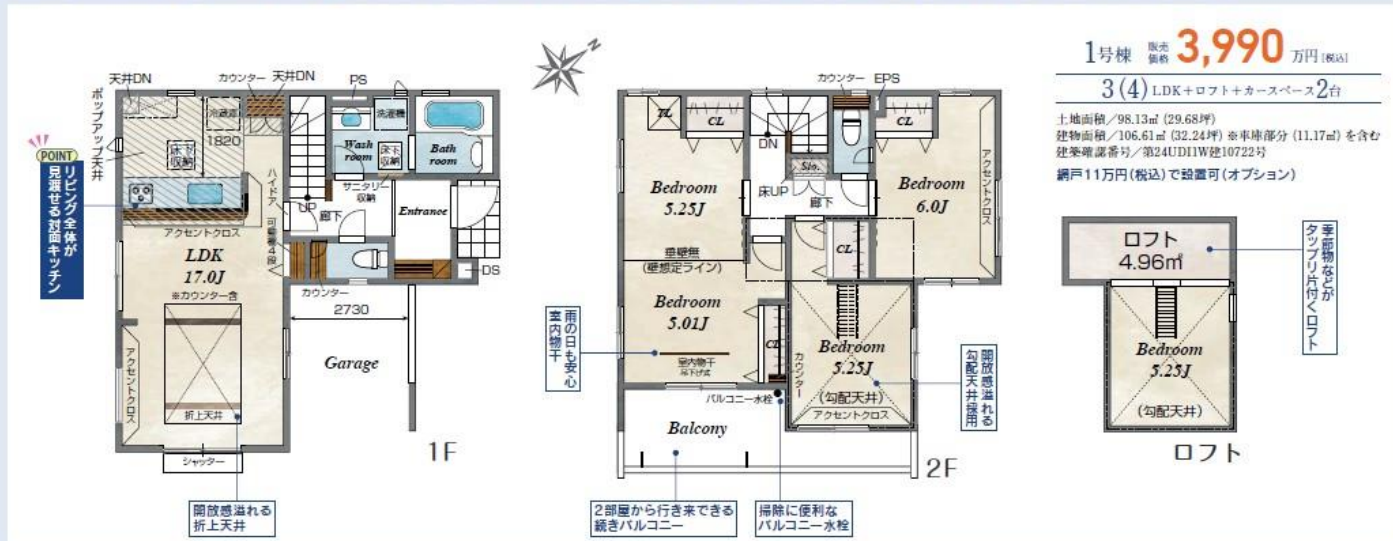 1号棟 販売価格 3,990 万円[税込]
3(4)LDK+ロフト+カースペース2台
土地面積/98.13㎡(29.68坪)
建物面積/106.61㎡(32.24坪)※車庫部分(11.17㎡)を含む
建築確認番号/第24UDI1W建10722号
網戸11万円(税込)で設置可(オプション)
天井DN
カウンター
天井DN
PS
ポップアップ天井
冷蔵庫
1820
床下収納
洗濯機
Wash room
床下収納
Bath room
サニタリー収納
POINT
リビング全体が
見渡せる対面キッチン
ハイドア
UP
廊下
Entrance
アクセントクロス
可動棚4段
LDK
17.0J
※カウンター含
カウンター
DS
2730
Garage
アクセントクロス
折上天井
シャッター
1F
開放感溢れる
折上天井
N
カウンター
EPS
CL
CL
DN
Sto.
床UP
廊下
Bedroom
5.25J
Bedroom
6.0J
アクセントクロス
垂壁無
(壁想定ライン)
CL
Bedroom
5.01J
雨の日も安心
室内物干
室内物干
吊下げ式
CL
Bedroom
5.25J
(勾配天井)
カウンター
アクセントクロス
開放感溢れる
勾配天井採用
バルコニー水栓
Balcony
2F
2部屋から行き来できる
続きバルコニー
掃除に便利な
バルコニー水栓
ロフト
4.96㎡
季節物などが
タップリ片付くロフト
Bedroom
5.25J
(勾配天井)
ロフト